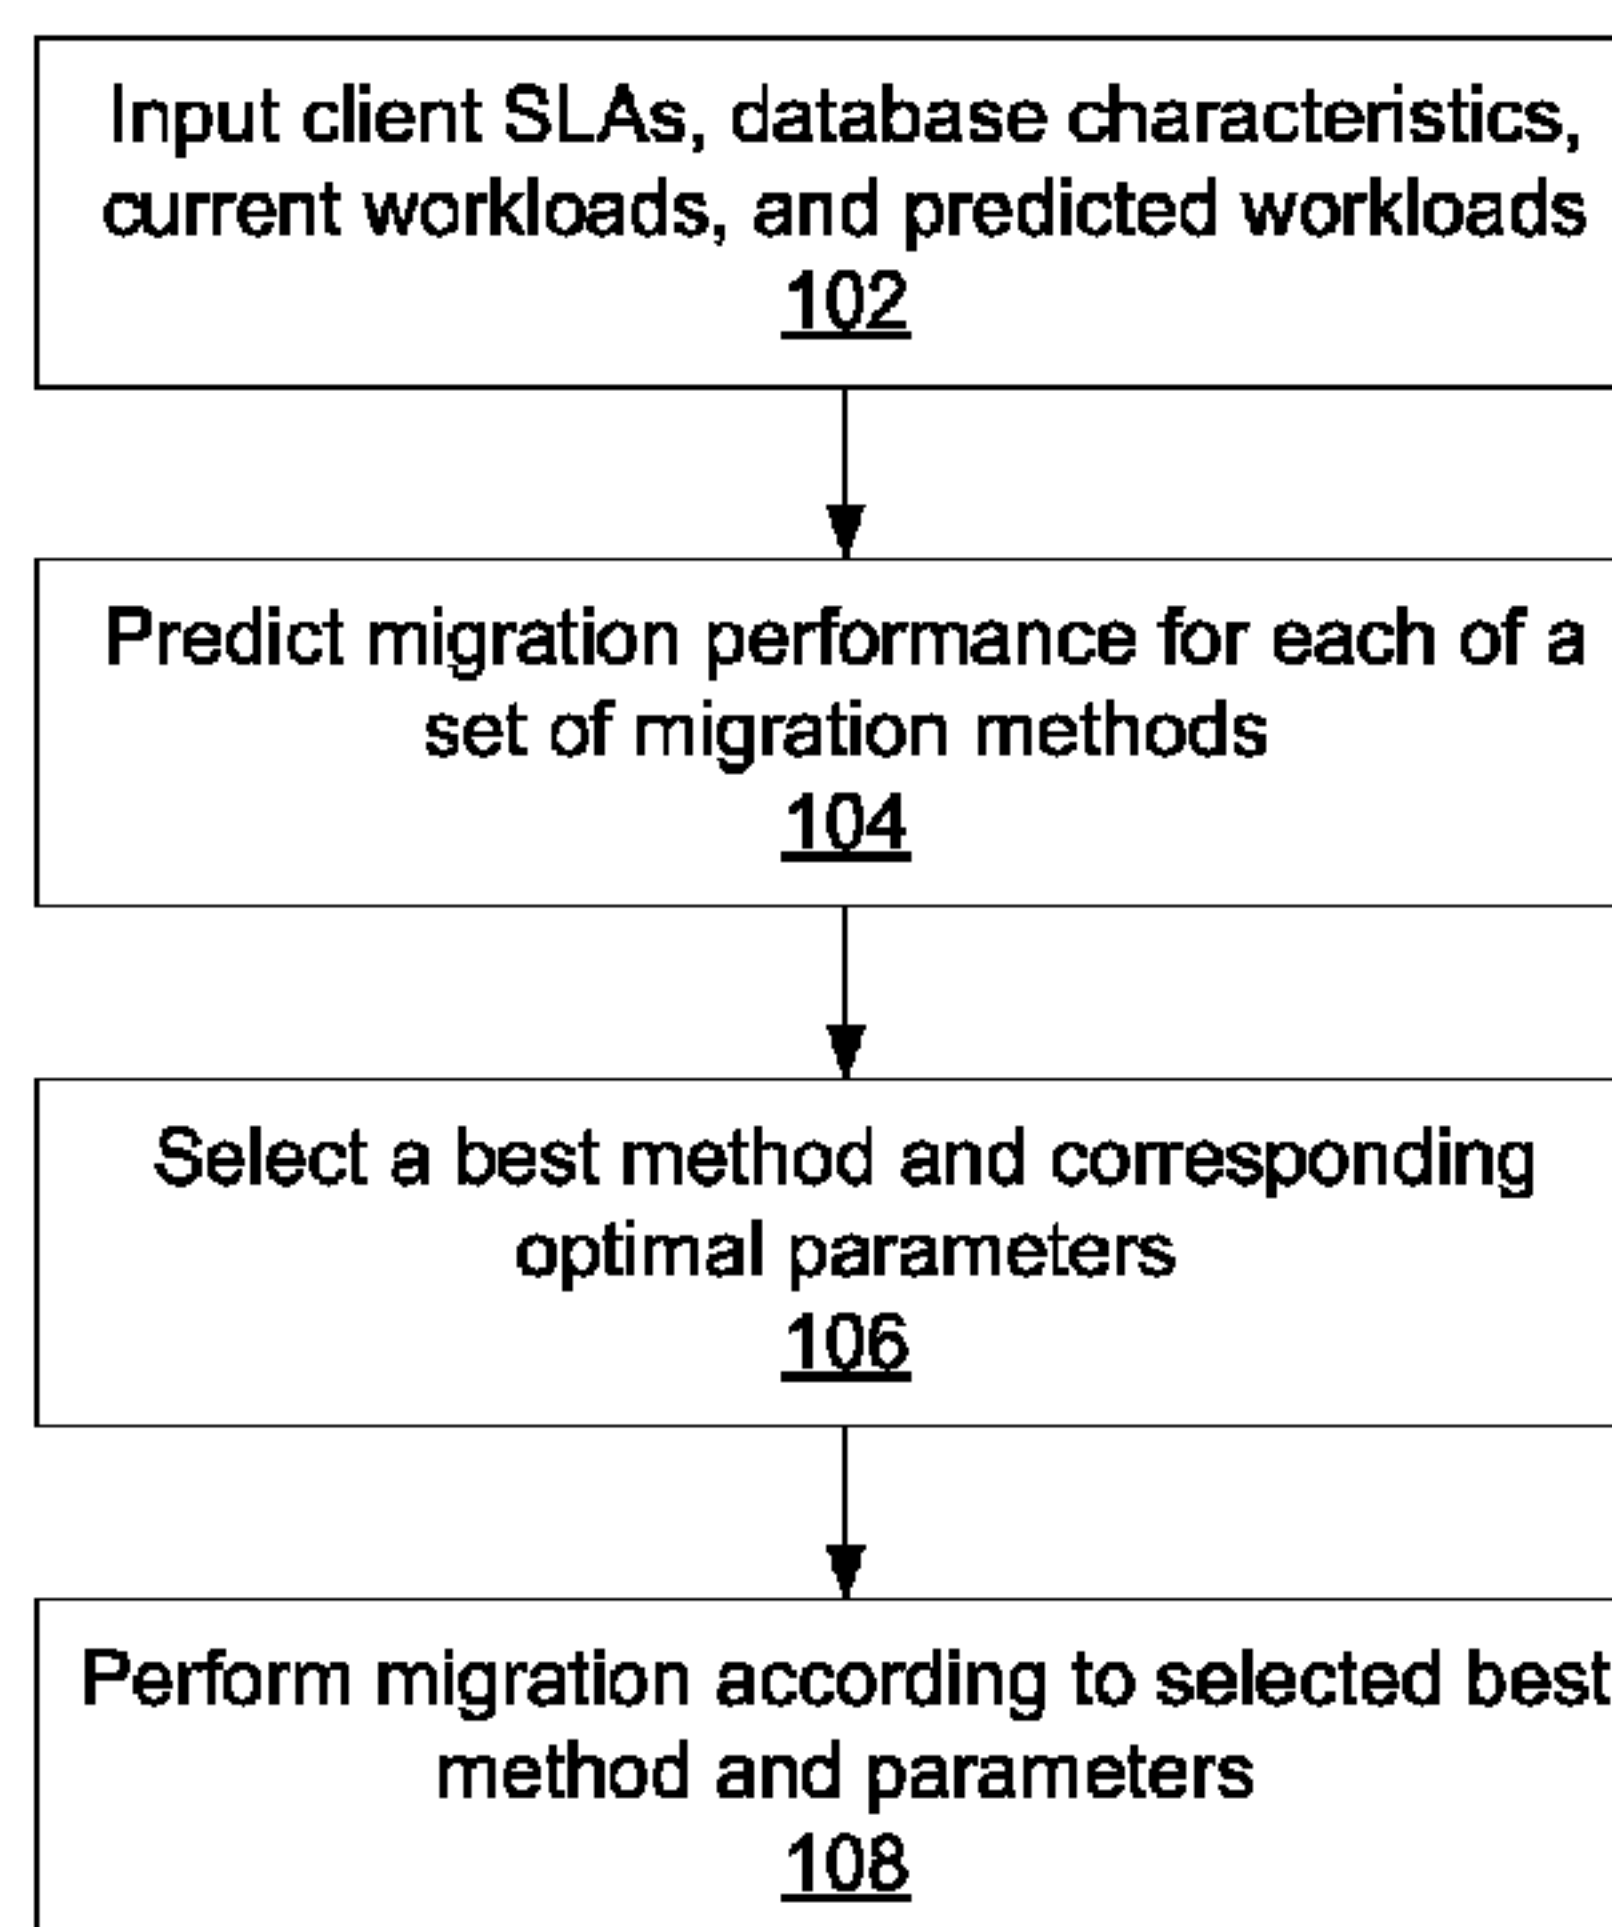 Input client SLAs, database characteristics,
current workloads, and predicted workloads
102
Predict migration performance for each of a
set of migration methods
104
Select a best method and corresponding
optimal parameters
106
Perform migration according to selected best
method and parameters
108